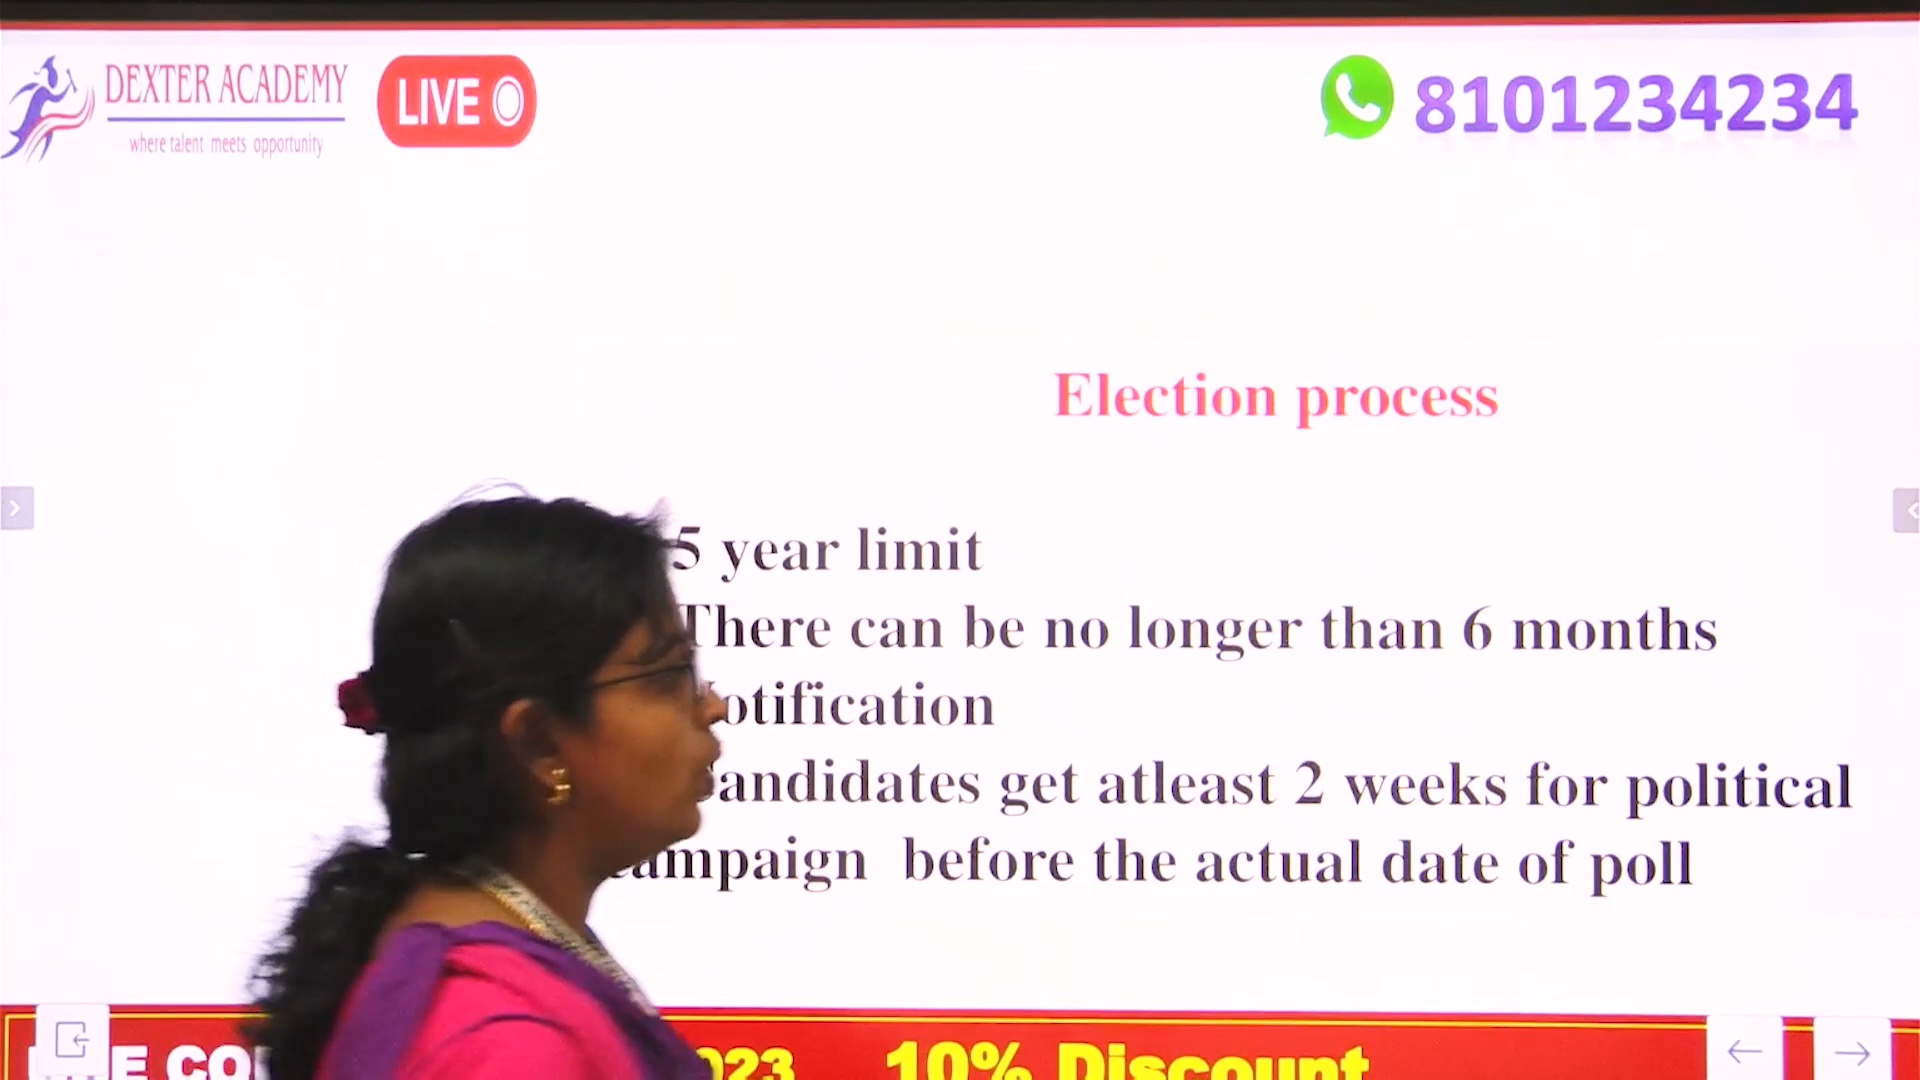 DEXTER ACADEMY
where talent meets opportunity
LIVE
8101234234
Election process
5 year limit
There can be no longer than 6 months
otification
andidates get atleast 2 weeks for political
ampaign before the actual date of poll
10% Discount